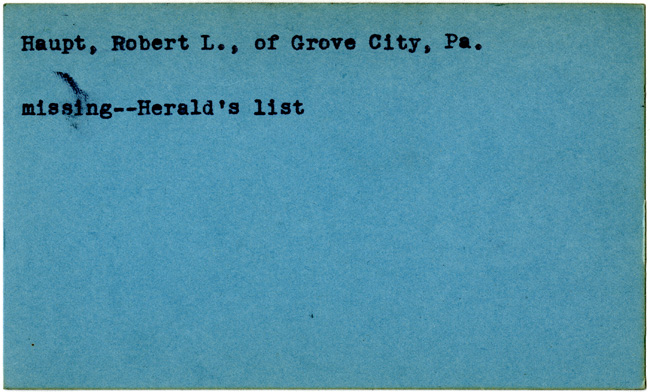 Haupt, Robert L., of Grove City, Pa.
missing--Herald's list